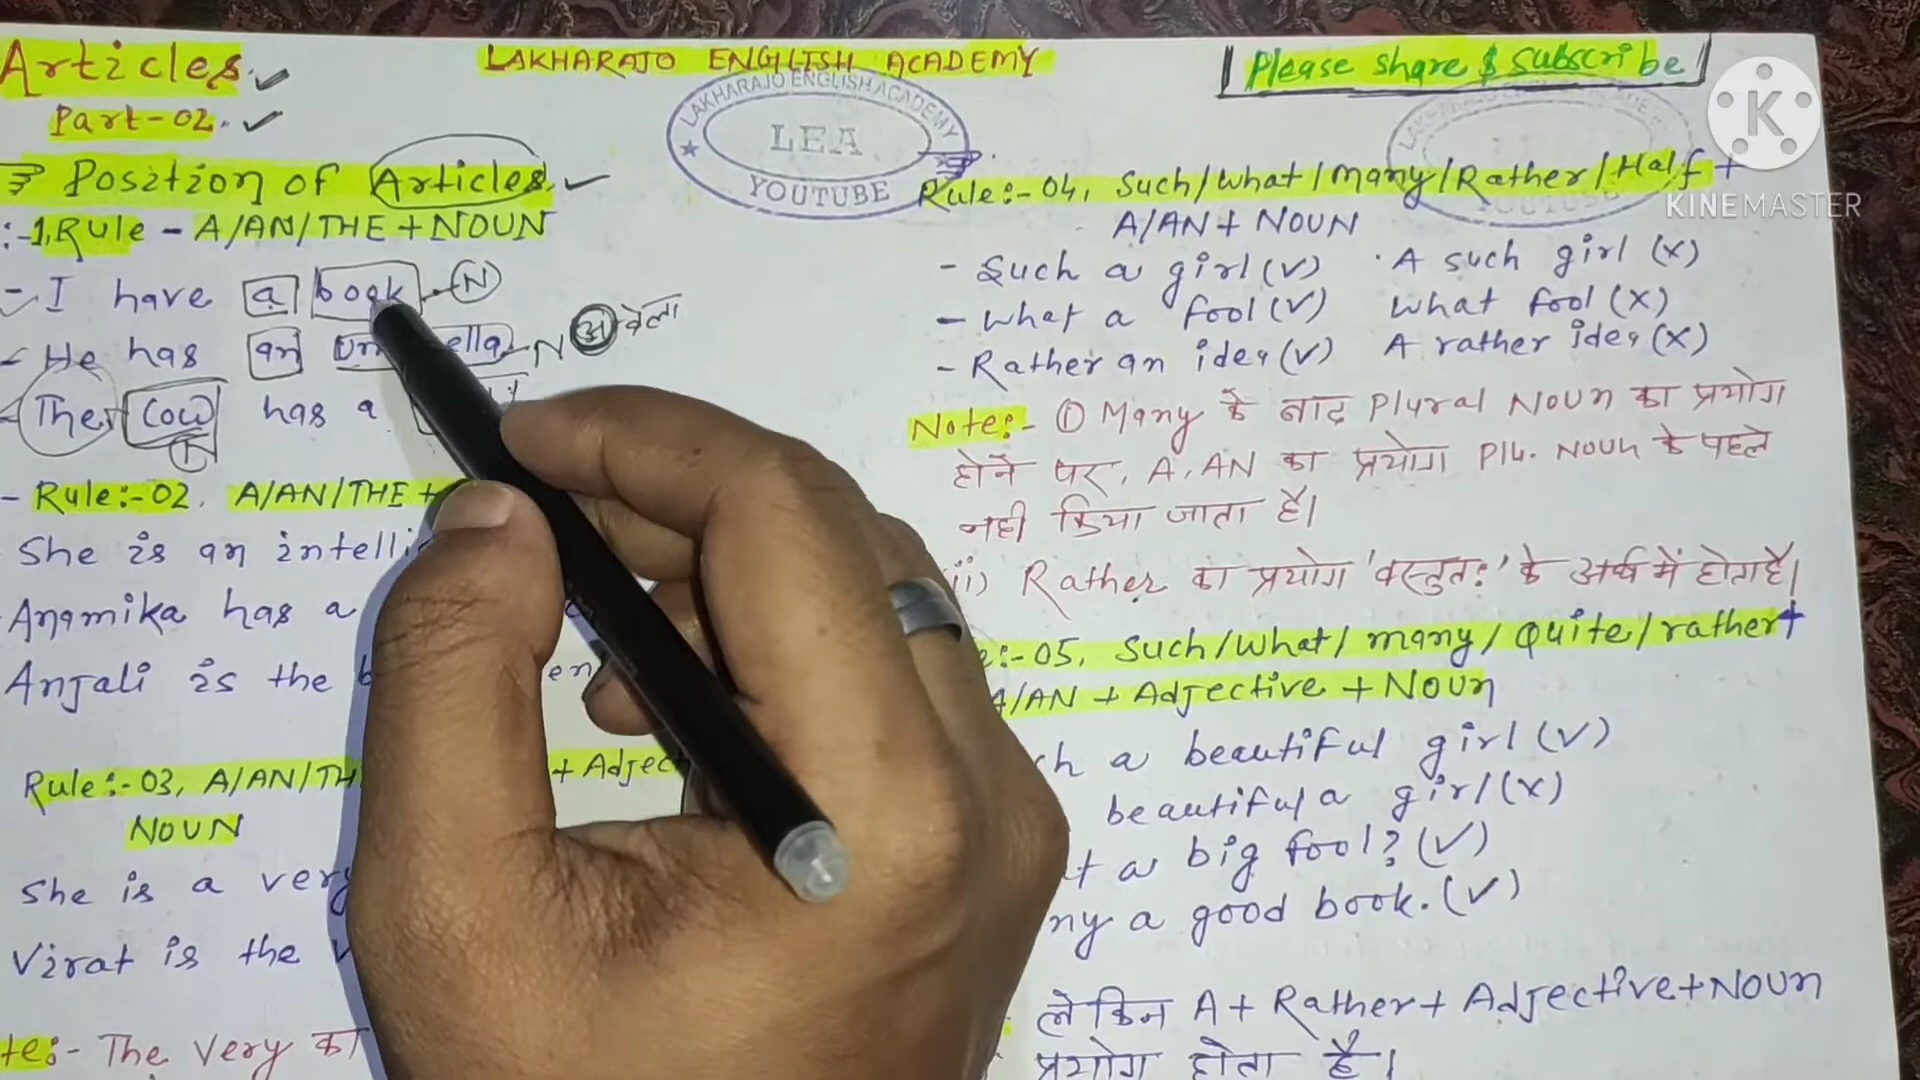 Articles
Part-02.
LAKHARAJO ENGLISH ACADEMY
Please share & subscribe
LAKHARAJO ENGLISH ACADEMY
LEA
YOUTUBE
KINEMASTER
Position of Articles.
:-1.Rule - A/AN/THE + NOUN
- I have a book N
He has an N अ बेला
The Cow has a
N
- Rule:-02. A/AN/THE +
She is an
Anamika has a
Anjali is the
Rule:-03, A/AN/ + Adjec
NOUN
She is a very
Virat is the
:- The Very का
Rule:-04, Such/what/many/Rather/Half +
A/AN + NOUN
- Such a girl (✓) A such girl (x)
- What a fool (✓) What fool (x)
- Rather an idea (✓) A rather idea (x)
Note:- ① Many के बाद Plural Noun का प्रयोग
होने पर, A, AN का प्रयोग Plu. Noun के पहले
नही किया जाता है।
ii) Rather का प्रयोग 'वस्तुतः' के अर्थ में होता है।
:-05, Such/what/many/quite/rather+
A/AN + Adjective + Noun
a beautiful girl (✓)
beautiful a girl (x)
a big fool? (✓)
a good book. (✓)
लेकिन A + Rather + Adjective + Noun
प्रयोग होता है।